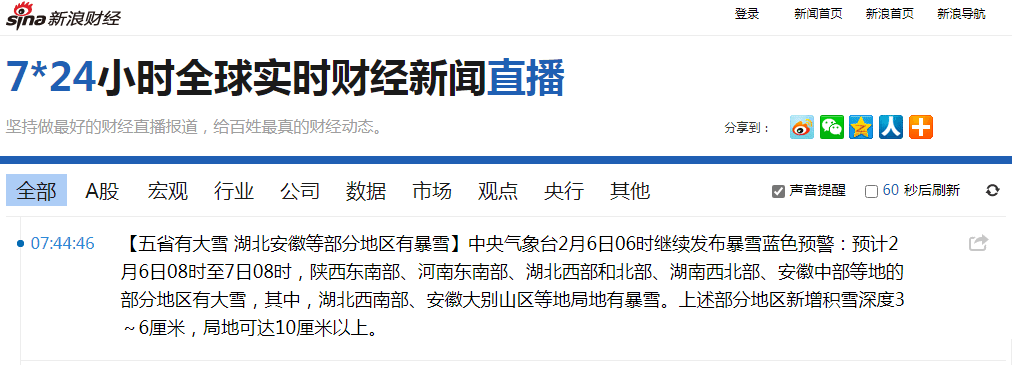 sina 新浪财经 登录 新闻首页 新浪首页 新浪导航
7*24小时全球实时财经新闻直播
坚持做最好的财经直播报道，给百姓最真的财经动态。 分享到：
全部 A股 宏观 行业 公司 数据 市场 观点 央行 其他 声音提醒 60 秒后刷新
07:44:46 【五省有大雪 湖北安徽等部分地区有暴雪】中央气象台2月6日06时继续发布暴雪蓝色预警：预计2
月6日08时至7日08时，陕西东南部、河南东南部、湖北西部和北部、湖南西北部、安徽中部等地的
部分地区有大雪，其中，湖北西南部、安徽大别山区等地局地有暴雪。上述部分地区新增积雪深度3
～6厘米，局地可达10厘米以上。